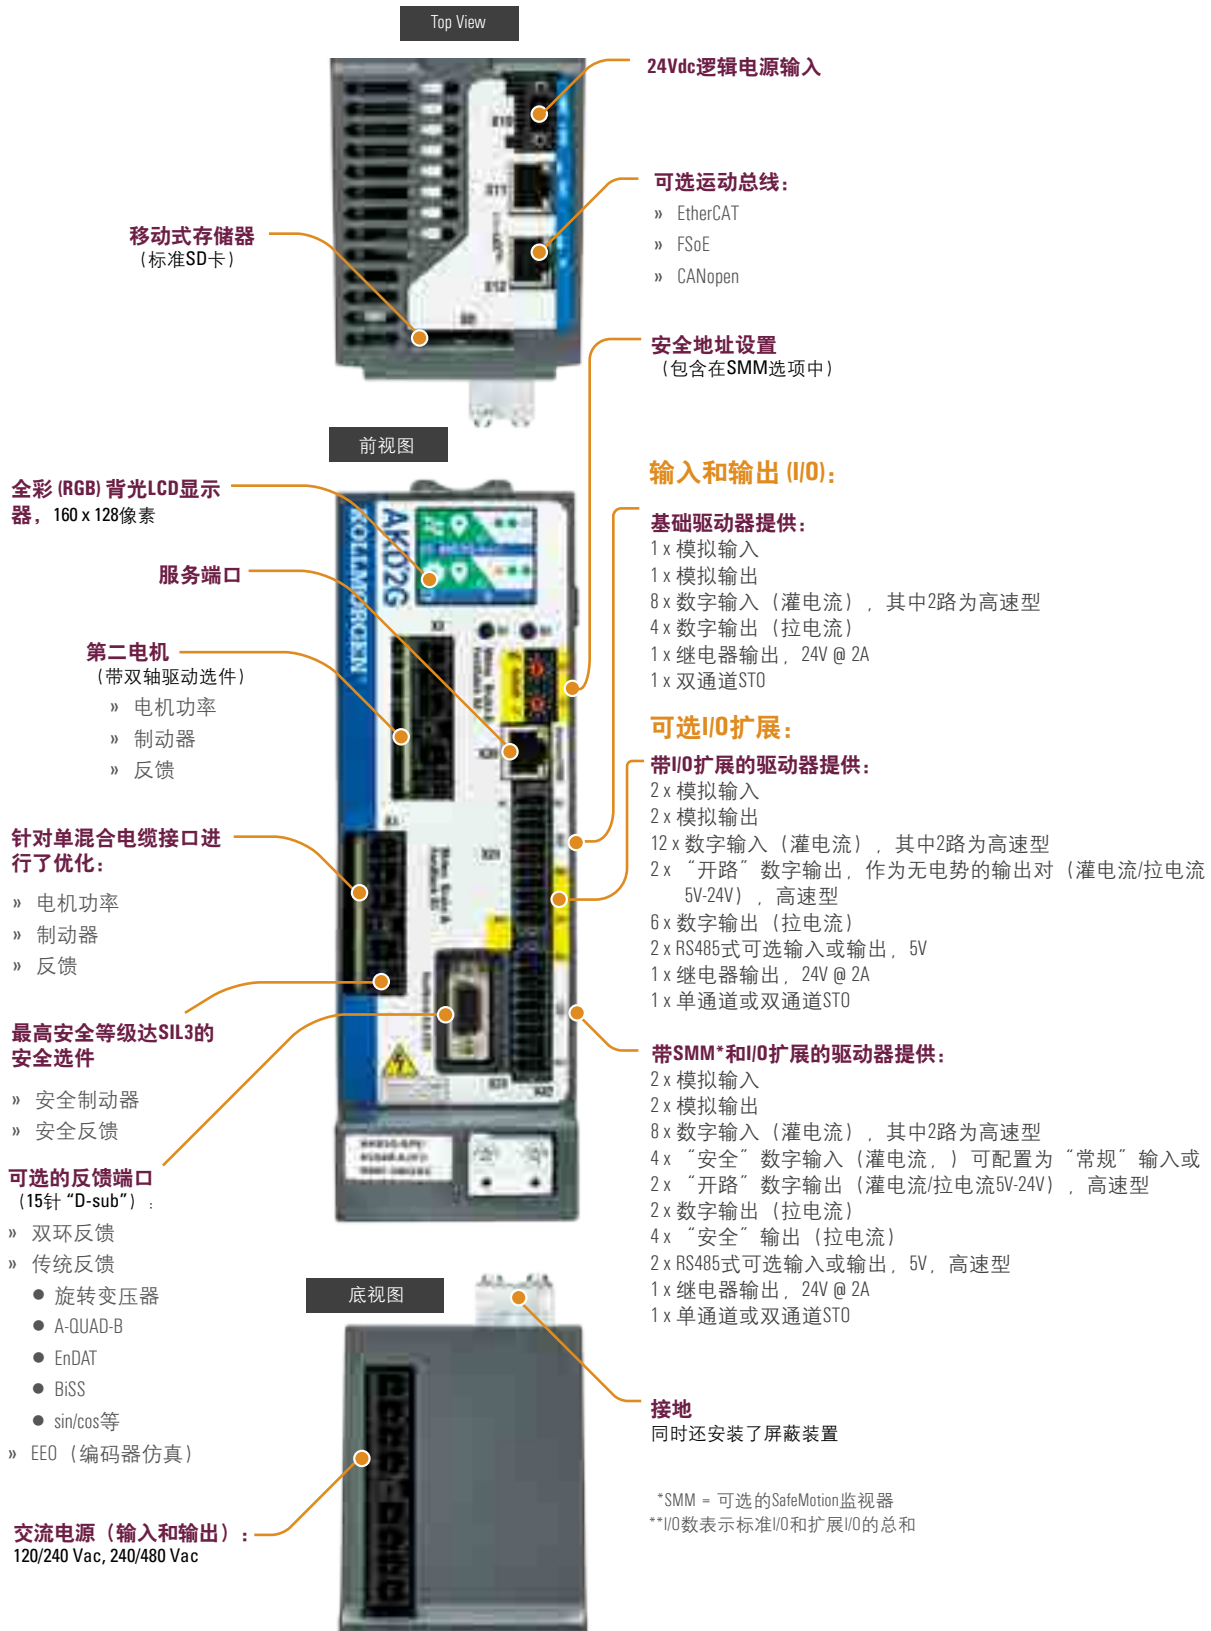 Top View
24Vdc逻辑电源输入
可选运动总线：
» EtherCAT
» FSoE
» CANopen
移动式存储器
（标准SD卡）
安全地址设置
（包含在SMM选项中）
X10
X11
X12
前视图
全彩 (RGB) 背光LCD显示
器，160 x 128像素
服务端口
第二电机
（带双轴驱动选件）
» 电机功率
» 制动器
» 反馈
针对单混合电缆接口进
行了优化：
» 电机功率
» 制动器
» 反馈
最高安全等级达SIL3的
安全选件
» 安全制动器
» 安全反馈
可选的反馈端口
（15针 “D-sub”）：
» 双环反馈
» 传统反馈
● 旋转变压器
● A-QUAD-B
● EnDAT
● BiSS
● sin/cos等
» EEO（编码器仿真）
交流电源（输入和输出）：
120/240 Vac, 240/480 Vac
KOLLMORGEN
AKD2G
输入和输出 (I/O)：
基础驱动器提供：
1 x 模拟输入
1 x 模拟输出
8 x 数字输入（灌电流），其中2路为高速型
4 x 数字输出（拉电流）
1 x 继电器输出，24V @ 2A
1 x 双通道STO
可选I/O扩展：
带I/O扩展的驱动器提供：
2 x 模拟输入
2 x 模拟输出
12 x 数字输入（灌电流），其中2路为高速型
2 x “开路”数字输出，作为无电势的输出对（灌电流/拉电流
5V-24V），高速型
6 x 数字输出（拉电流）
2 x RS485式可选输入或输出，5V
1 x 继电器输出，24V @ 2A
1 x 单通道或双通道STO
带SMM*和I/O扩展的驱动器提供：
2 x 模拟输入
2 x 模拟输出
8 x 数字输入（灌电流），其中2路为高速型
4 x “安全”数字输入（灌电流，）可配置为“常规”输入或
2 x “开路”数字输出（灌电流/拉电流5V-24V），高速型
2 x 数字输出（拉电流）
4 x “安全”输出（拉电流）
2 x RS485式可选输入或输出，5V，高速型
1 x 继电器输出，24V @ 2A
1 x 单通道或双通道STO
底视图
接地
同时还安装了屏蔽装置
*SMM = 可选的SafeMotion监视器
**I/O数表示标准I/O和扩展I/O的总和